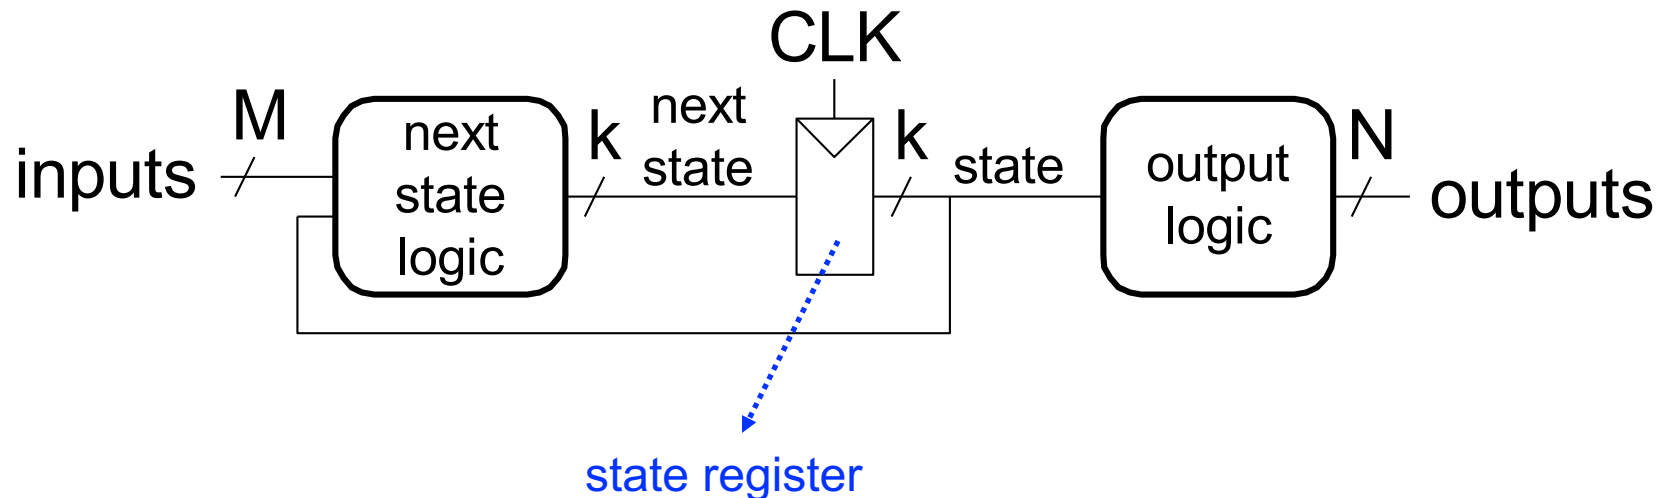 CLK
inputs
M
next
state
logic
k
next
state
k
state
output
logic
N
outputs
state register